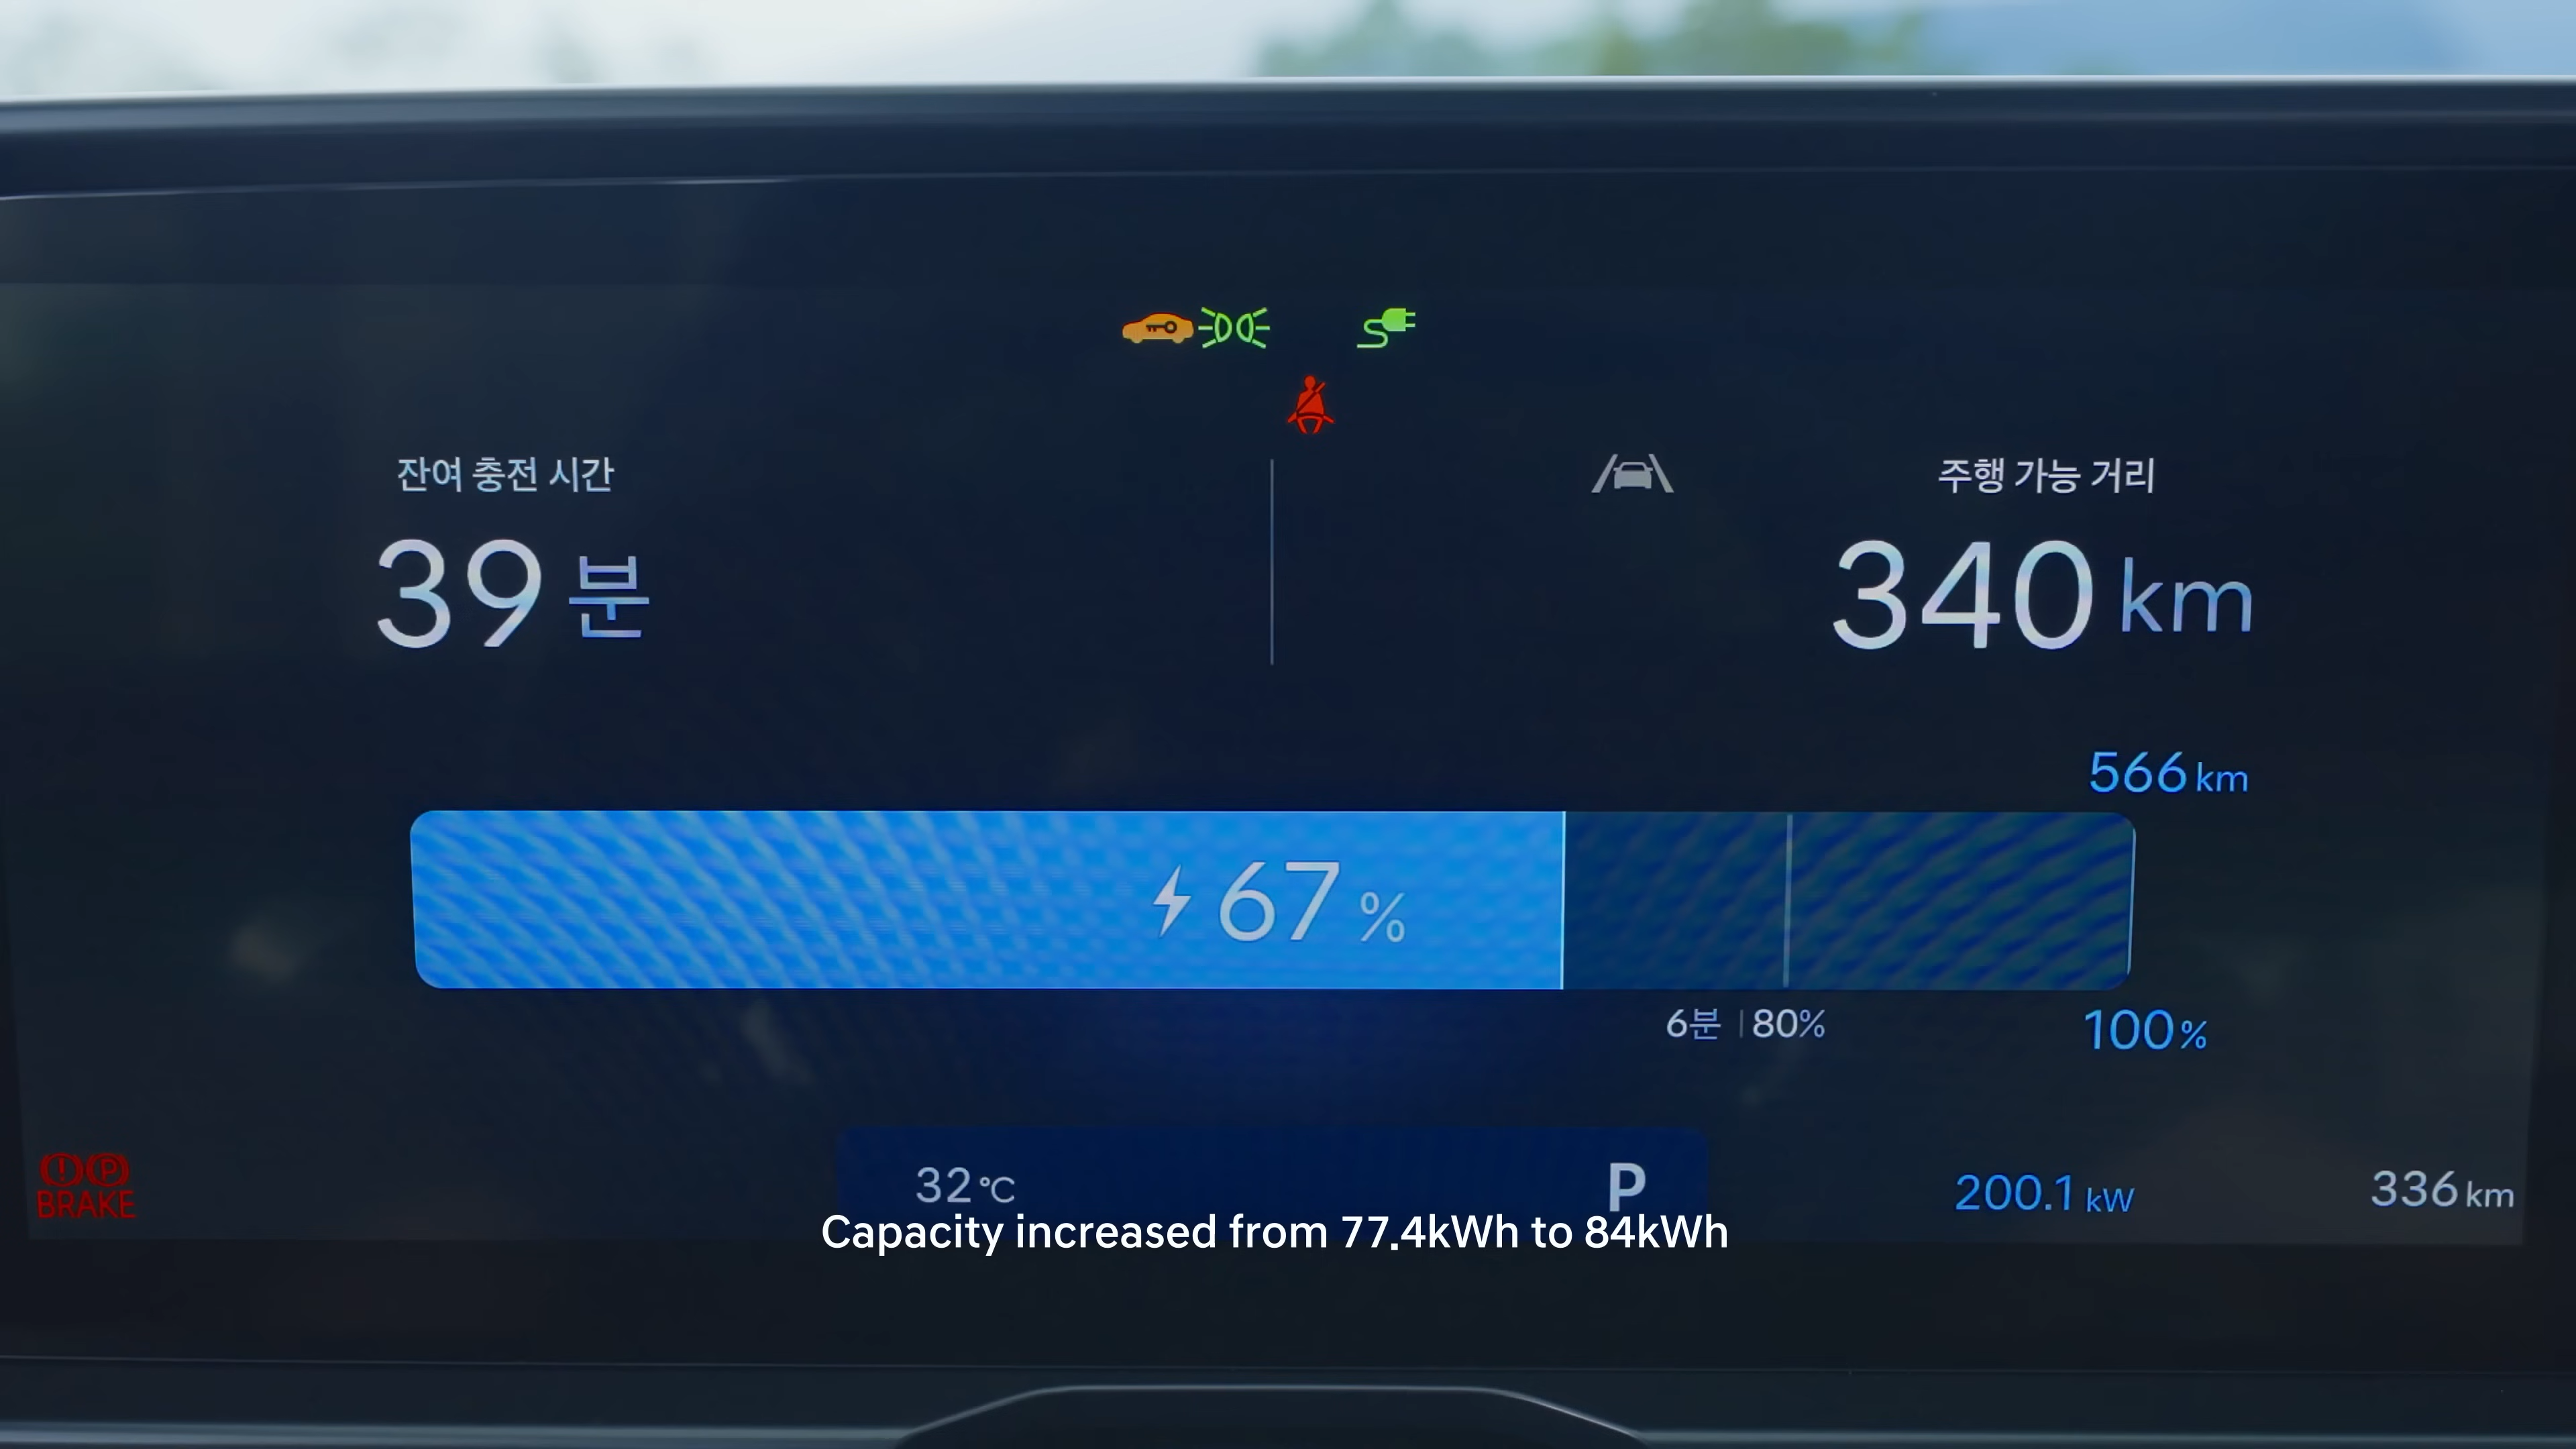 잔여 충전 시간
39 분
주행 가능 거리
340 km
566 km
67 %
6분 | 80%
100 %
BRAKE
32 °C
P
200.1 kW
336 km
Capacity increased from 77.4kWh to 84kWh